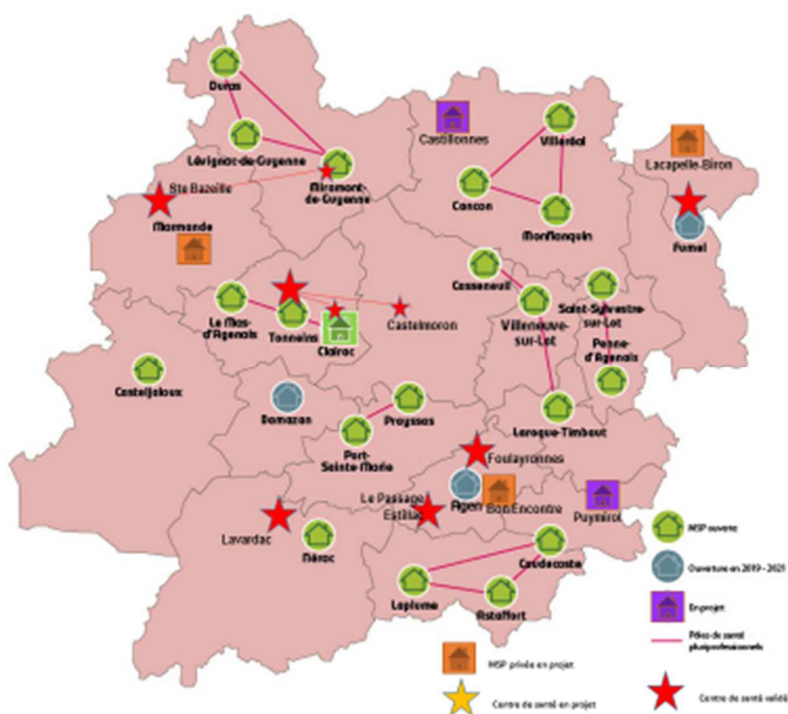 Duras
Castillonnes
Villeréal
Lacapelle-Biron
Lévignac-de-Guyenne
Miramont-
de-Guyenne
Ste Bazeille
Cancon
Marmande
Monflanquin
Fumel
Casseneuil
Le Mas-
d'Agenais
Tonneins
Clairac
Castelmoron
Villeneuve-
sur-Lot
Saint-Sylvestre
sur-Lot
Penne-
d'Agenais
Casteljaloux
Damazan
Prayssas
Port-
Sainte-Marie
Laroque-Timbaut
Foulayronnes
Le Passage
Estillac
Agen
Bon Encontre
Puymirol
Lavardac
Nérac
Caudecoste
Laplume
Astaffort
MSP ouverte
Ouverture en 2019 - 2021
En projet
Pôles de santé
pluriprofessionnels
MSP privée en projet
Centre de santé en projet
Centre de santé validé